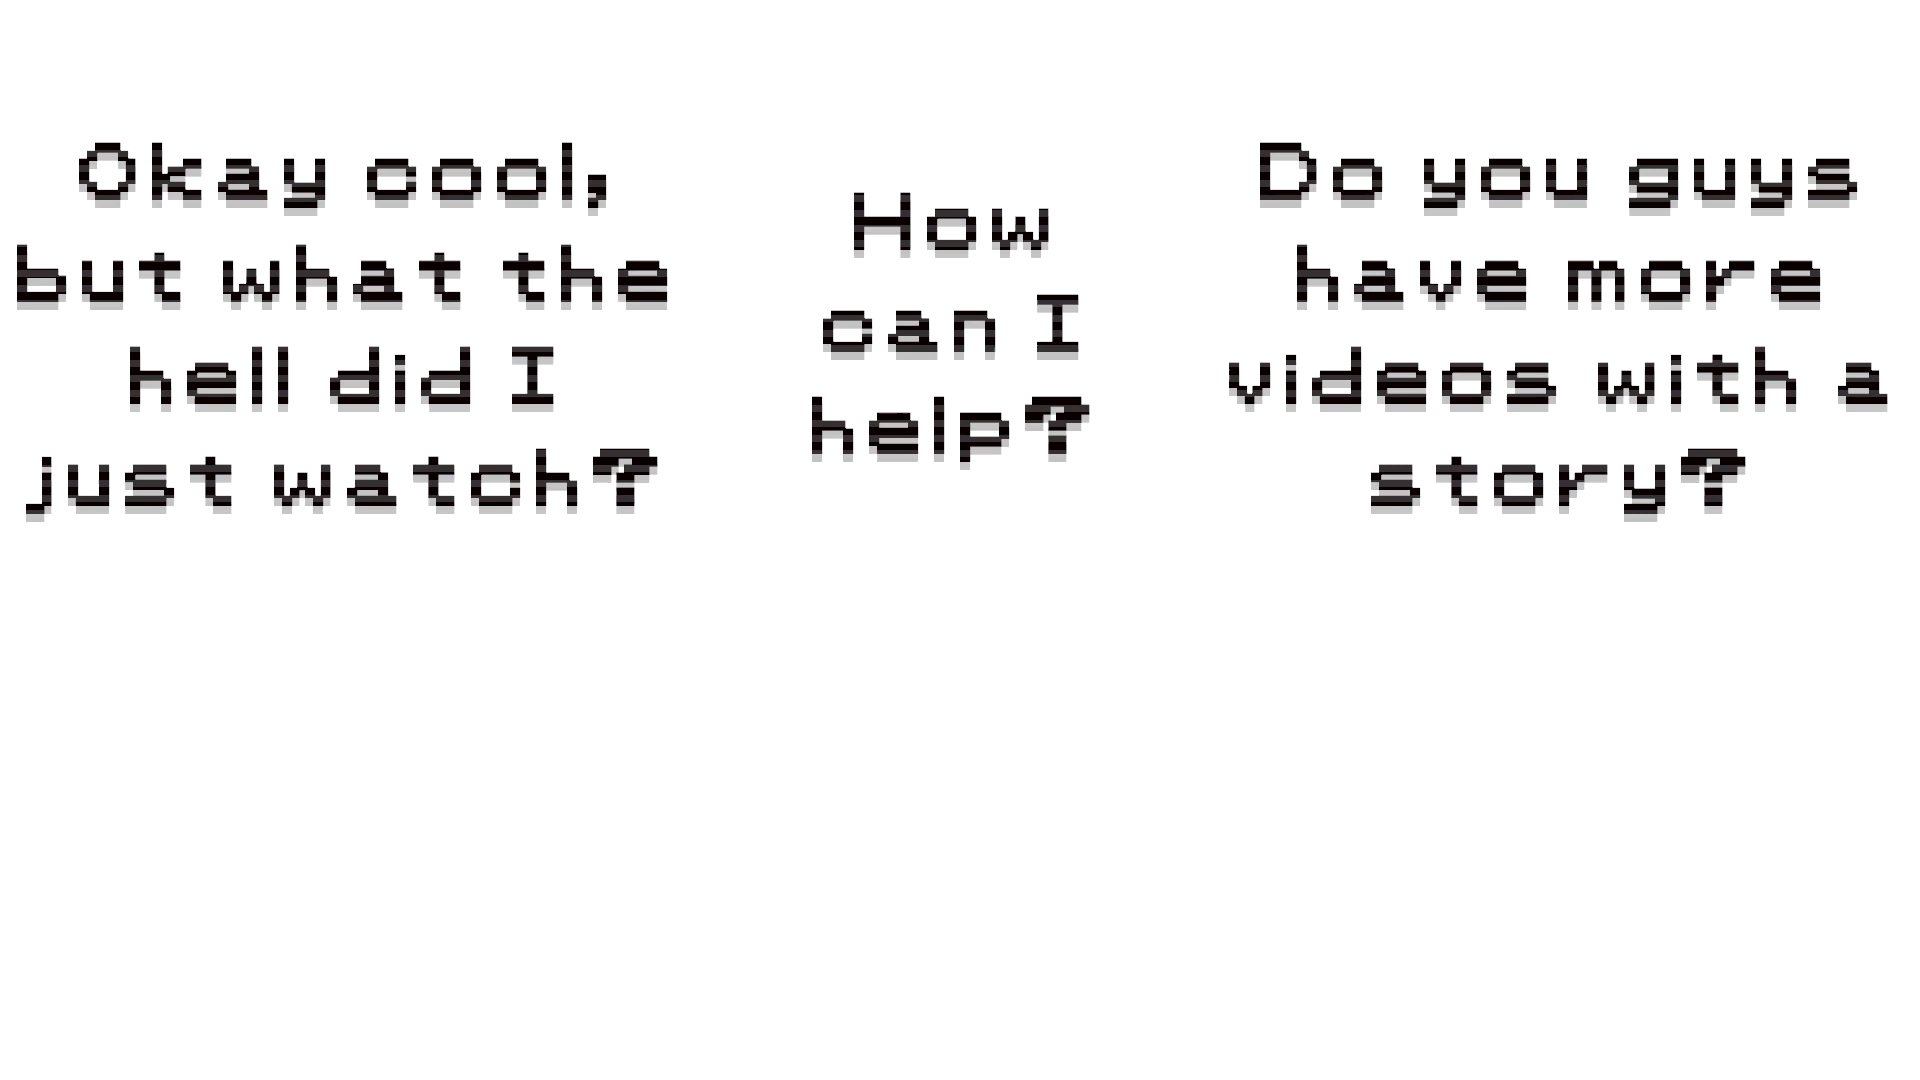 Okay cool,
but what the
hell did I
just watch?
How
can I
help?
Do you guys
have more
videos with a
story?